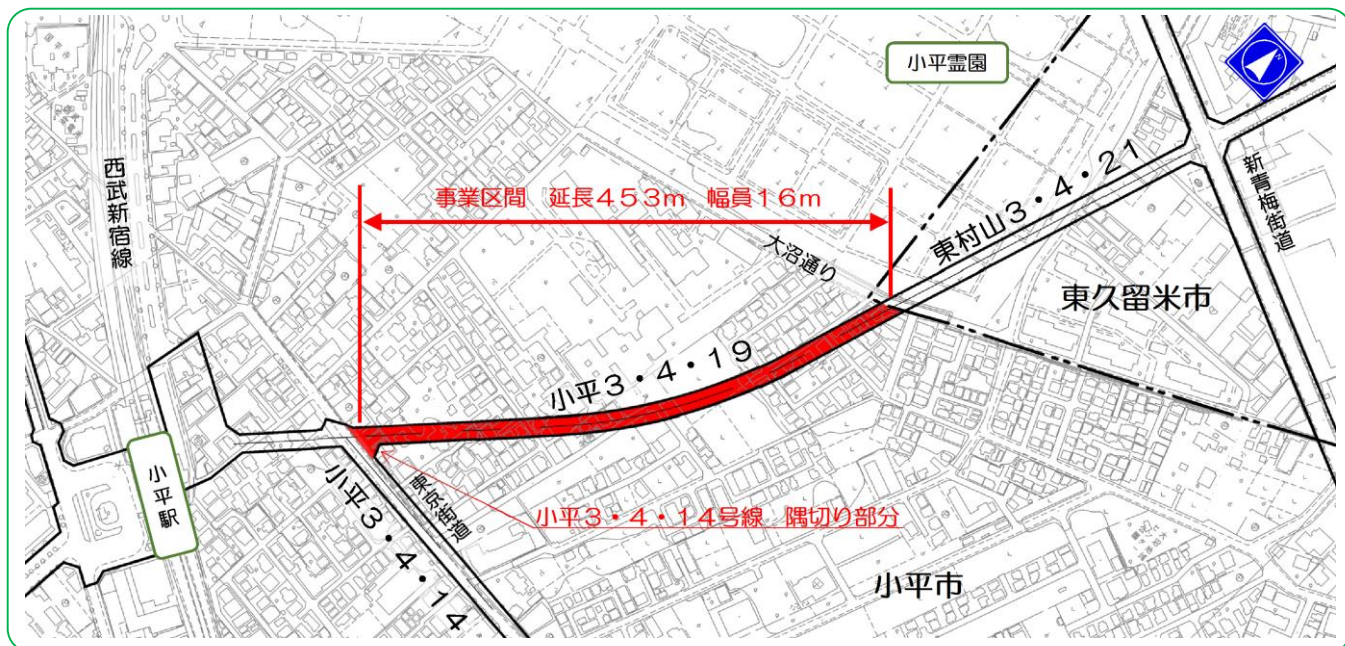 小平霊園
N
西武新宿線
事業区間 延長453m 幅員16m
東村山3・4・21
新青梅街道
大沼通り
東久留米市
小平3・4・19
小平駅
東京街道
小平3・4・14号線 隅切り部分
小平3・4・14
小平市